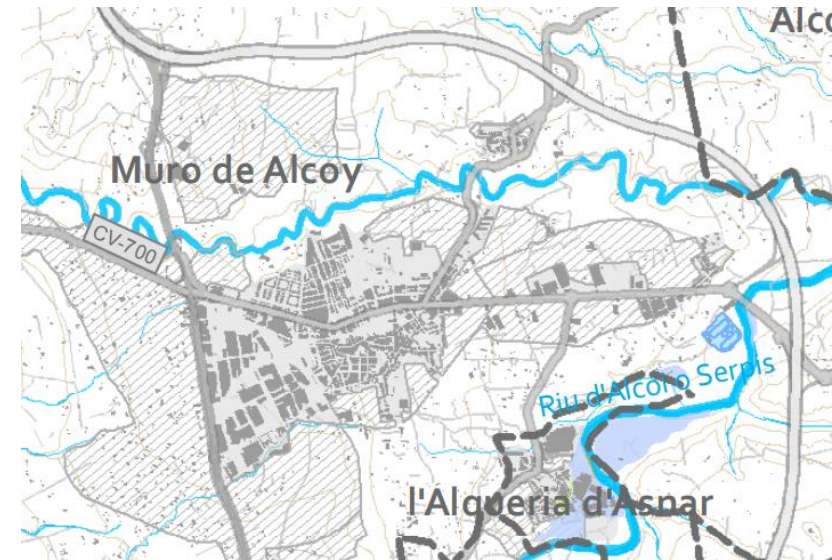 Alco
Muro de Alcoy
CV-700
Riu d'Alcoi o Serpis
l'Alqueria d'Asnar